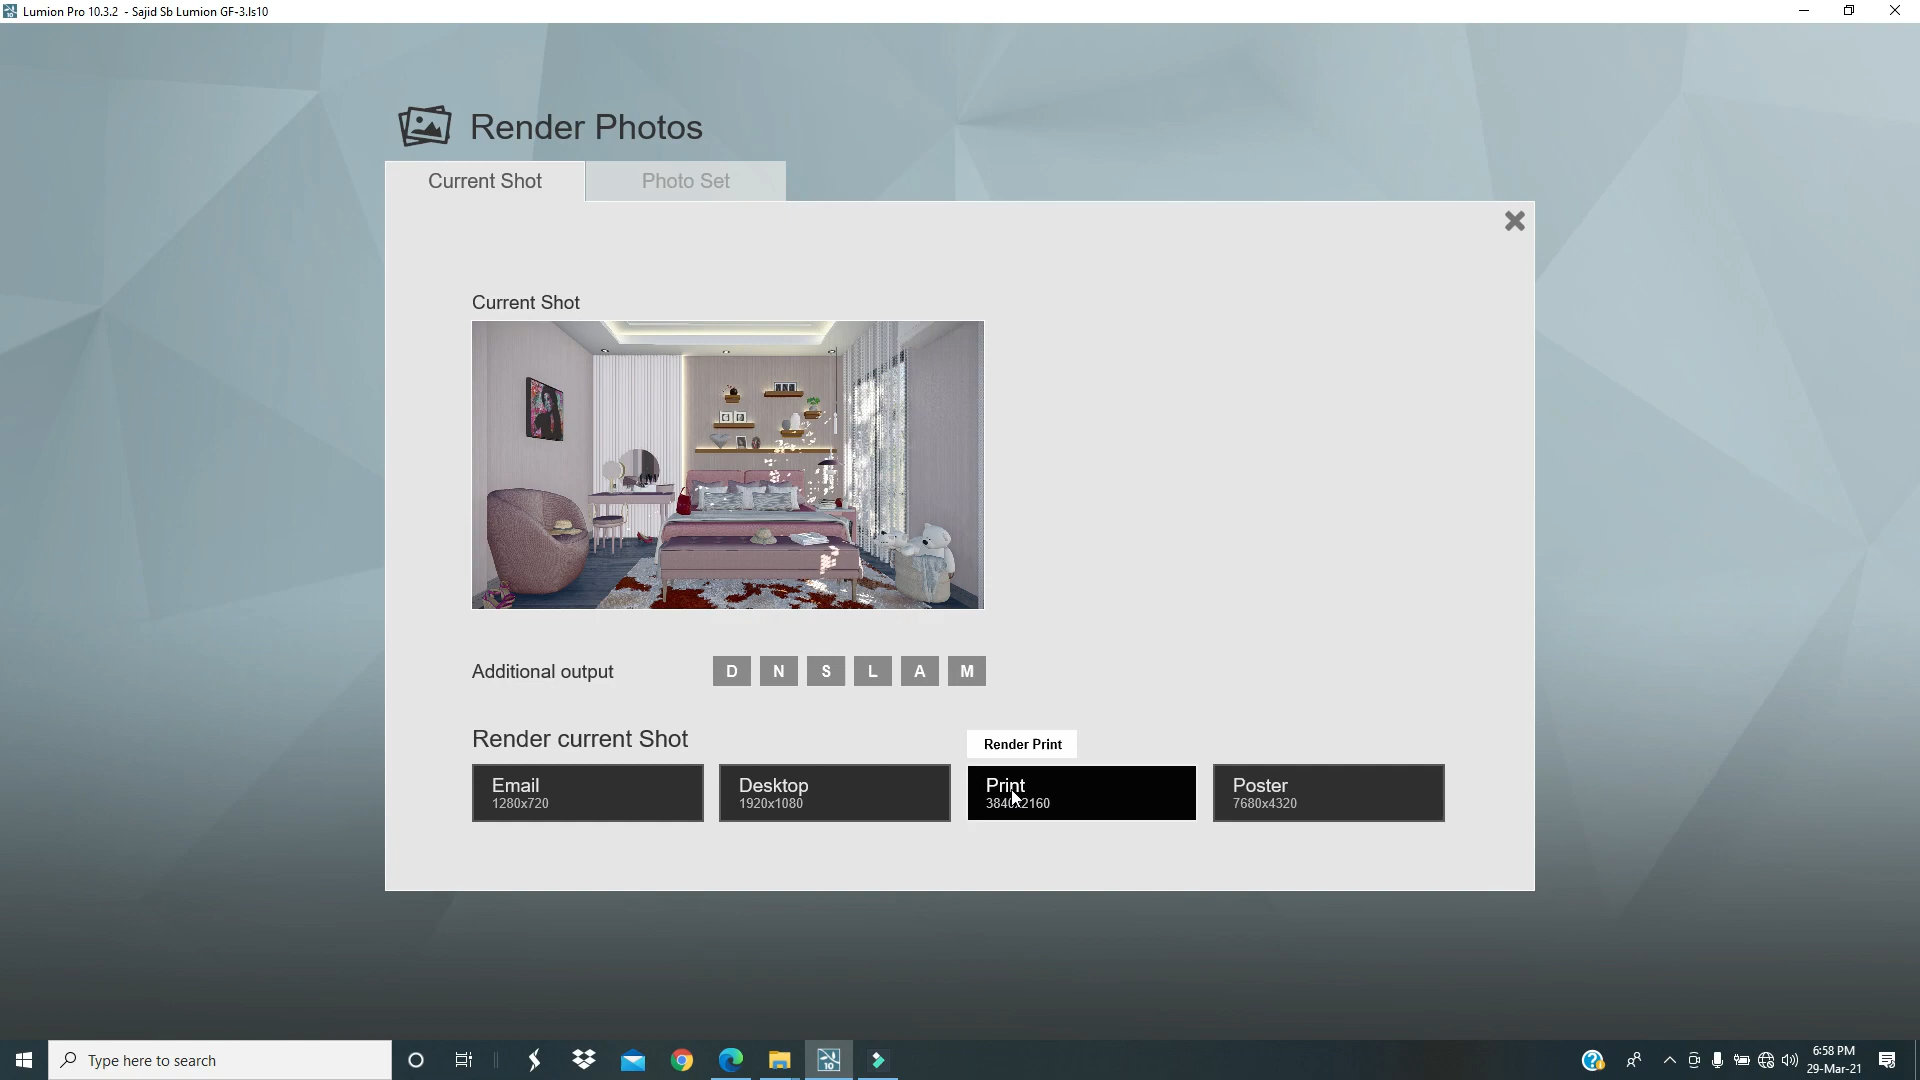 Lumion Pro 10.3.2 - Sajid Sb Lumion GF-3.ls10
Render Photos
Current Shot
Photo Set
Current Shot
Additional output
D N S L A M
Render current Shot
Render Print
Email
1280x720
Desktop
1920x1080
Print
3840x2160
Poster
7680x4320
Type here to search
10
6:58 PM
29-Mar-21